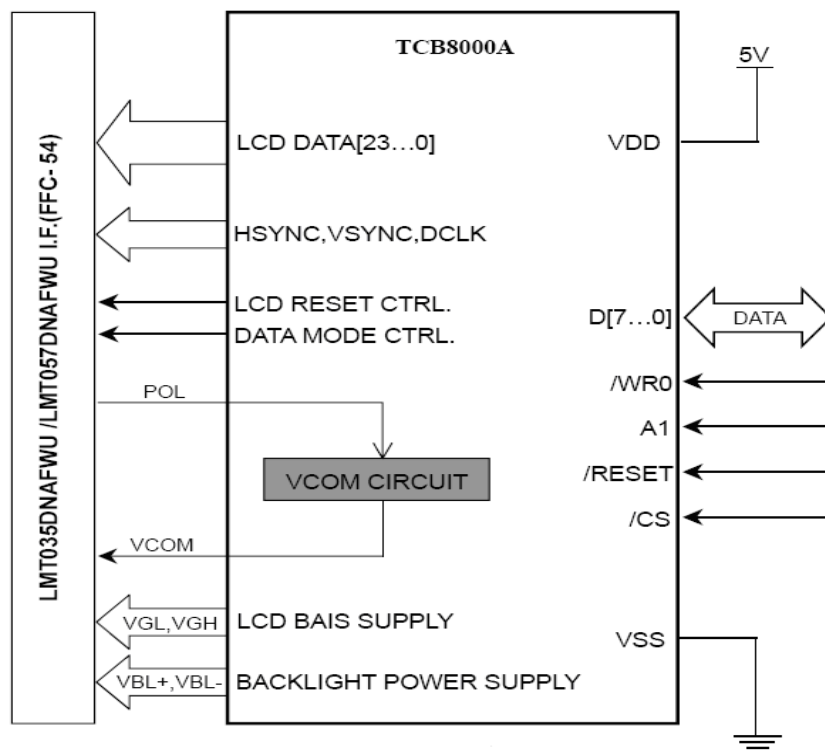 LMT035DNAFWU /LMT057DNAFWU I.F.(FFC- 54)
TCB8000A
5V
LCD DATA[23...0]
VDD
HSYNC,VSYNC,DCLK
LCD RESET CTRL.
D[7...0]
DATA
DATA MODE CTRL.
/WR0
POL
A1
VCOM CIRCUIT
/RESET
/CS
VCOM
VGL,VGH
LCD BAIS SUPPLY
VSS
VBL+,VBL-
BACKLIGHT POWER SUPPLY